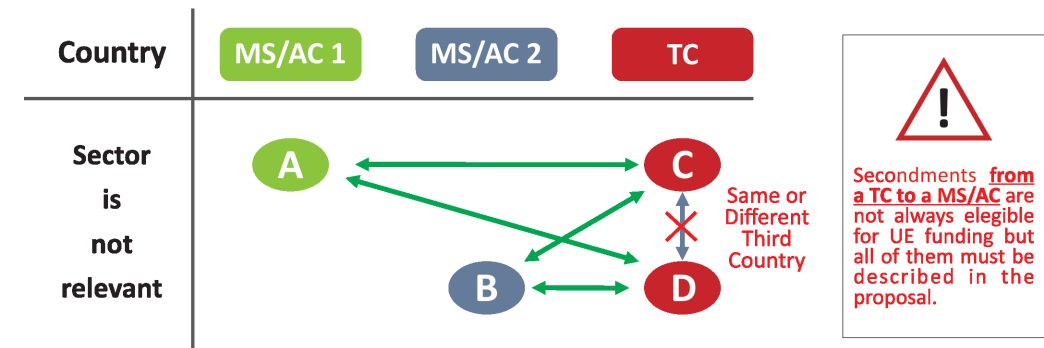 Country
MS/AC 1
MS/AC 2
TC
Sector
is
not
relevant
A
B
C
D
Same or
Different
Third
Country
!
Secondments from
a TC to a MS/AC are
not always elegible
for UE funding but
all of them must be
described in the
proposal.